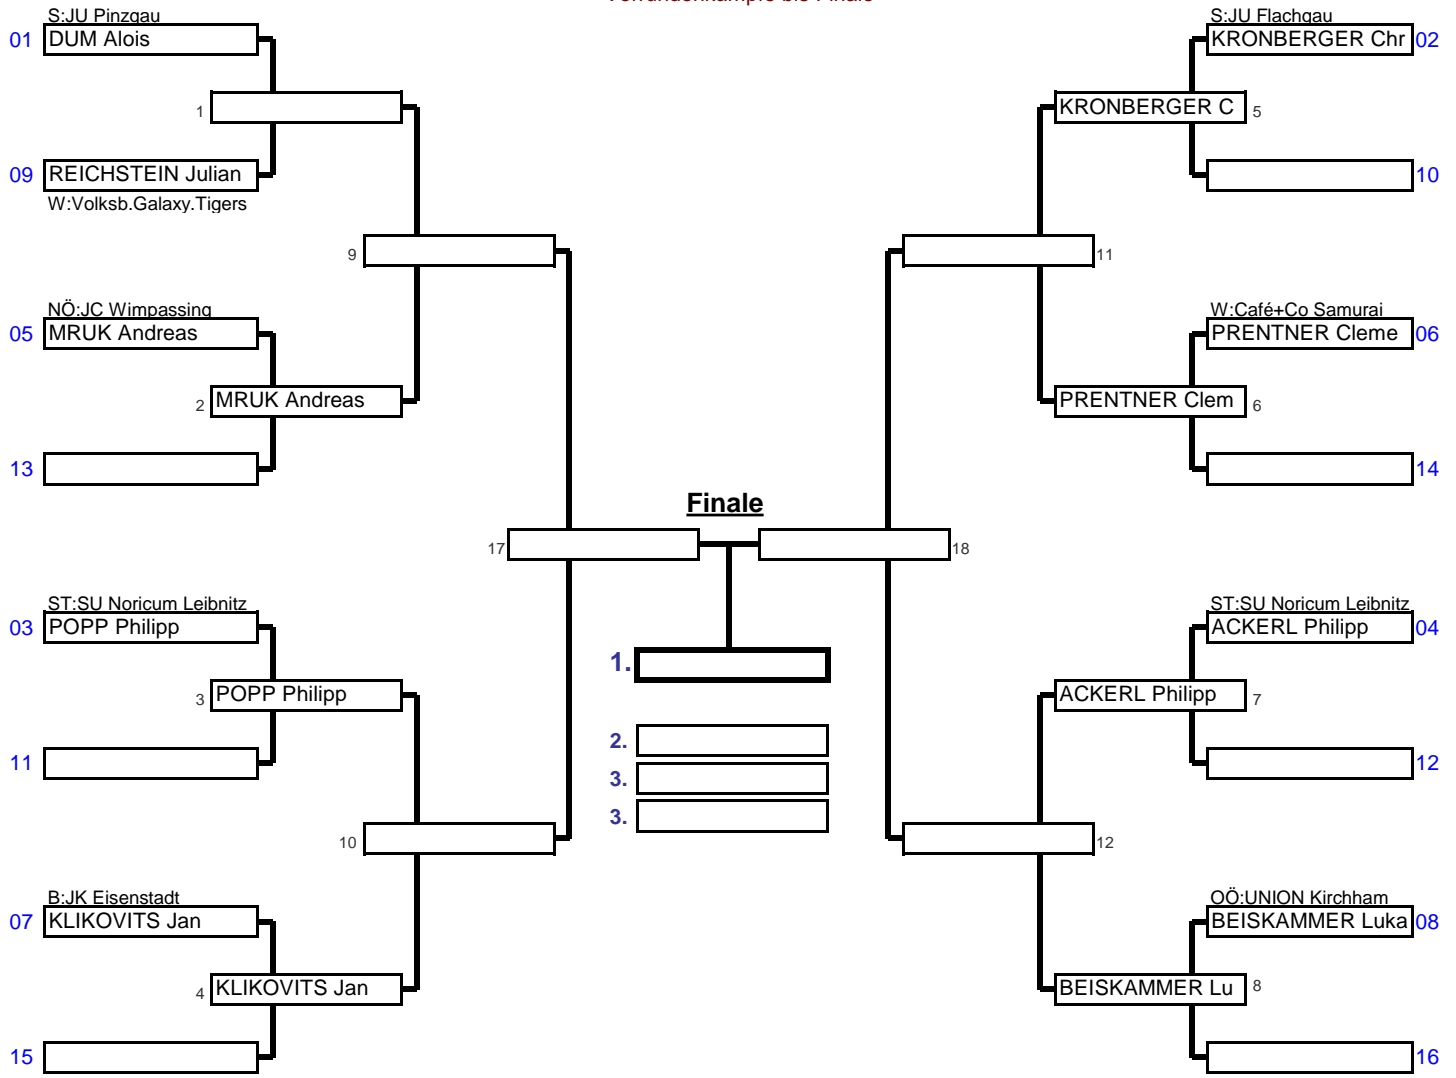 Vorrundenkämpfe bis Finale
S:JU Pinzgau
01 DUM Alois
1
09 REICHSTEIN Julian
W:Volksb.Galaxy.Tigers
9
NÖ:JC Wimpassing
05 MRUK Andreas
2 MRUK Andreas
13
17
ST:SU Noricum Leibnitz
03 POPP Philipp
3 POPP Philipp
11
10
B:JK Eisenstadt
07 KLIKOVITS Jan
4 KLIKOVITS Jan
15
Finale
1.
2.
3.
3.
S:JU Flachgau
KRONBERGER Chr 02
KRONBERGER C 5
10
11
W:Café+Co Samurai
PRENTNER Cleme 06
PRENTNER Clem 6
14
18
ST:SU Noricum Leibnitz
ACKERL Philipp 04
ACKERL Philipp 7
12
12
OÖ:UNION Kirchham
BEISKAMMER Luka 08
BEISKAMMER Lu 8
16